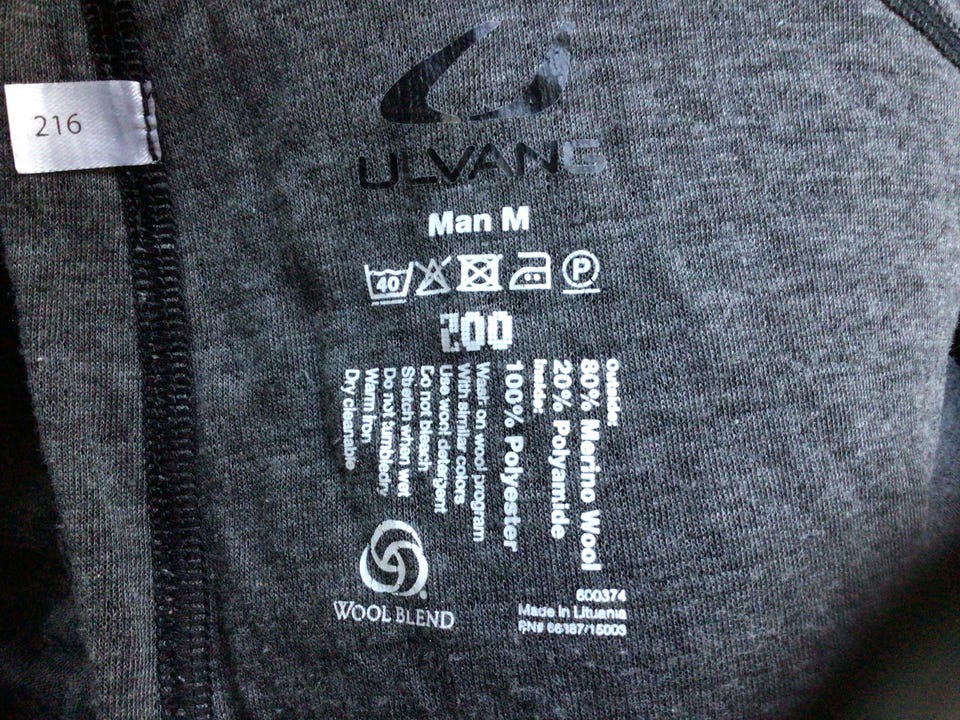 216
ULVANG
Man M
40
P
200
Outside:
80% Merino Wool
20% Polyamide
Inside:
100% Polyester
Wear on wool program
With similar colors
Use wool detergent
Do not bleach
Stretch when wet
Do not tumbledry
Warm iron
Dry cleanable
WOOL BLEND
600374
Made in Lituania
RN# 66187/15003